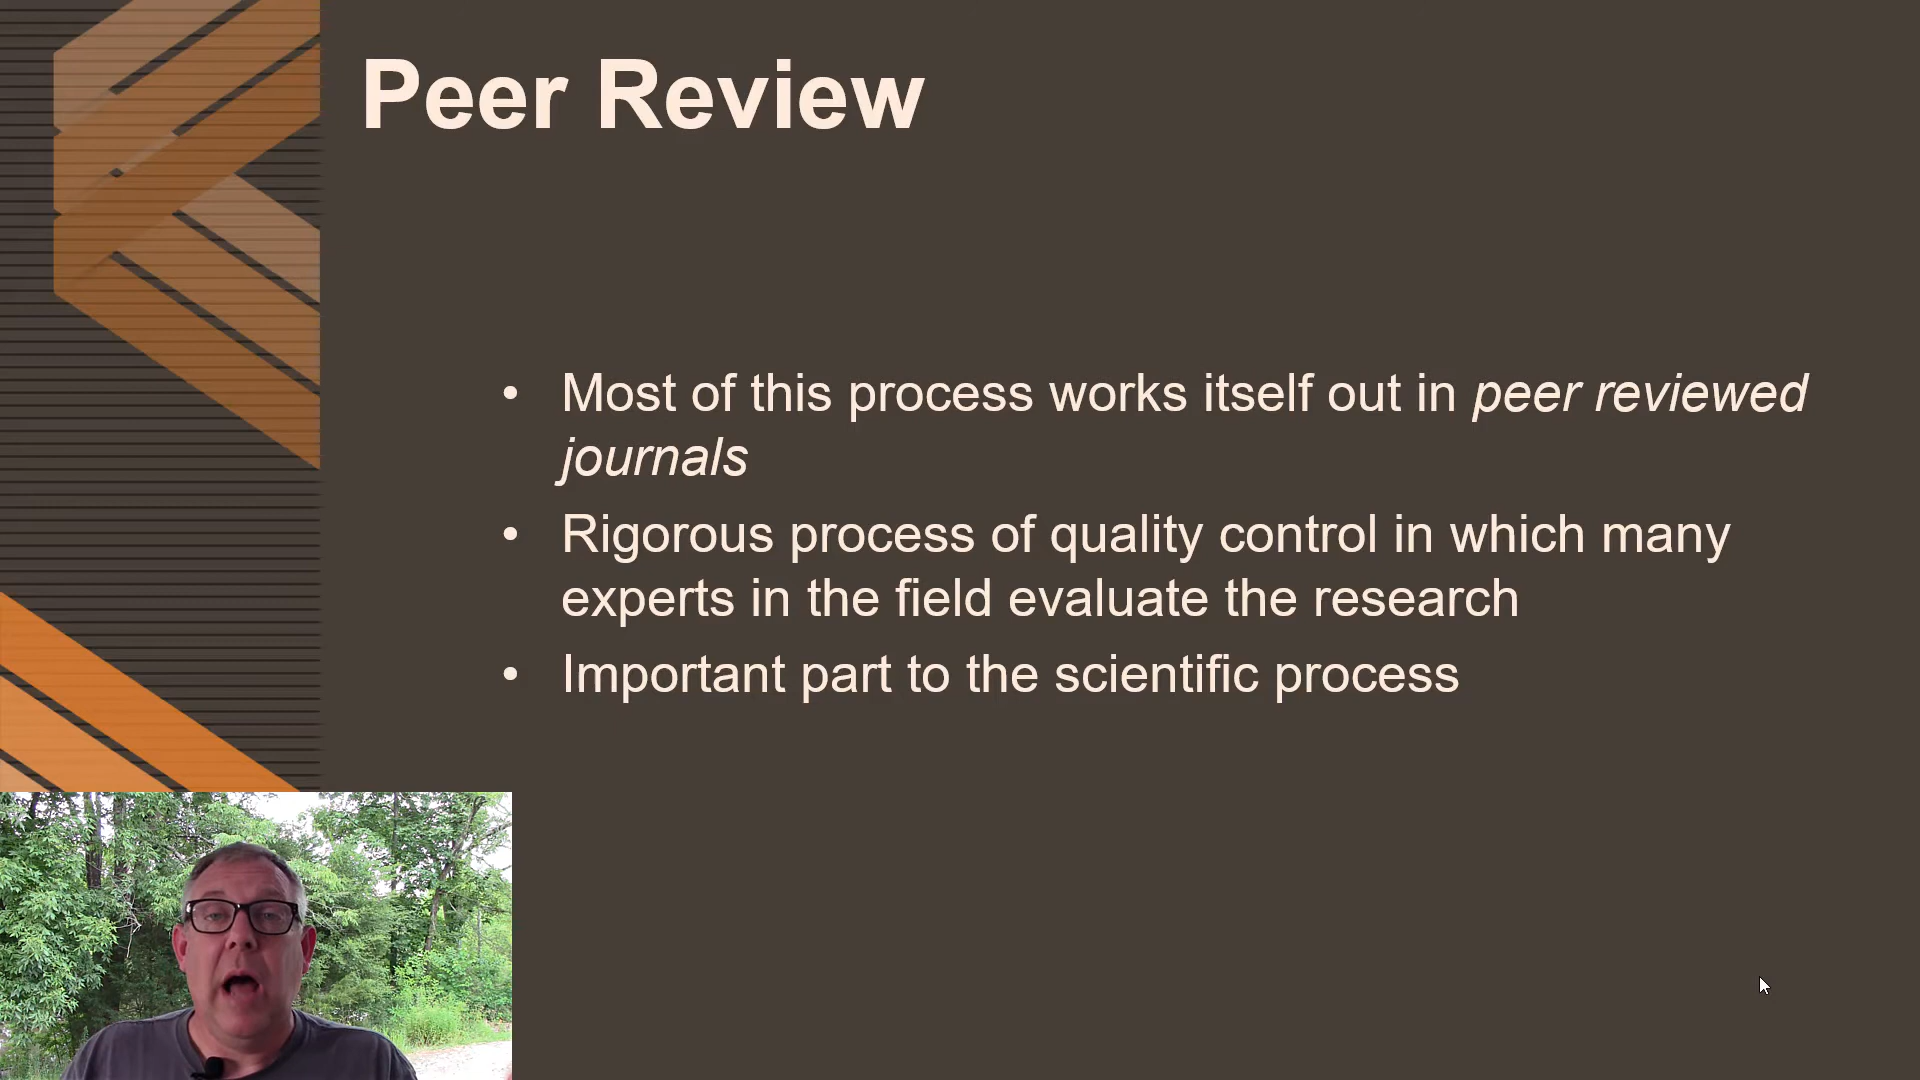 Peer Review
• Most of this process works itself out in peer reviewed
journals
• Rigorous process of quality control in which many
experts in the field evaluate the research
• Important part to the scientific process